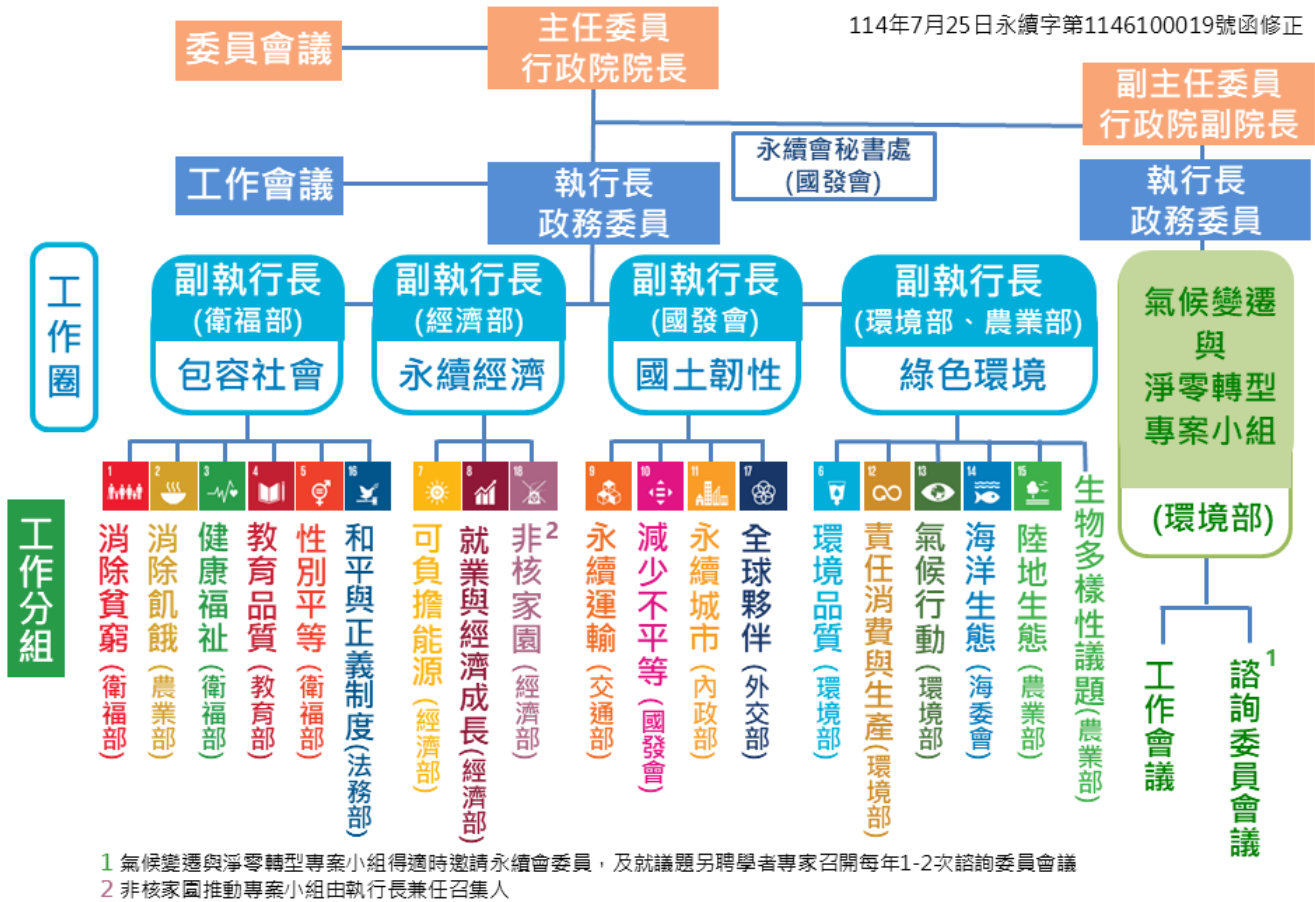 114年7月25日永續字第1146100019號函修正
委員會議
主任委員
行政院院長
副主任委員
行政院副院長
永續會秘書處
(國發會)
工作會議
執行長
政務委員
執行長
政務委員
工作圈
副執行長
(衛福部)
包容社會
副執行長
(經濟部)
永續經濟
副執行長
(國發會)
國土韌性
副執行長
(環境部、農業部)
綠色環境
氣候變遷
與
淨零轉型
專案小組
(環境部)
工作分組
1
消除貧窮(衛福部)
2
消除飢餓(農業部)
3
健康福祉(衛福部)
4
教育品質(教育部)
5
性別平等(衛福部)
16
和平與正義制度(法務部)
7
可負擔能源(經濟部)
8
就業與經濟成長(經濟部)
18
非核家園2(經濟部)
9
永續運輸(交通部)
10
減少不平等(國發會)
11
永續城市(內政部)
17
全球夥伴(外交部)
6
環境品質(環境部)
12
責任消費與生產(環境部)
13
氣候行動(環境部)
14
海洋生態(海委會)
15
陸地生態(農業部)
生物多樣性議題(農業部)
工作會議
諮詢委員會議1
1 氣候變遷與淨零轉型專案小組得適時邀請永續會委員，及就議題另聘學者專家召開每年1-2次諮詢委員會議
2 非核家園推動專案小組由執行長兼任召集人